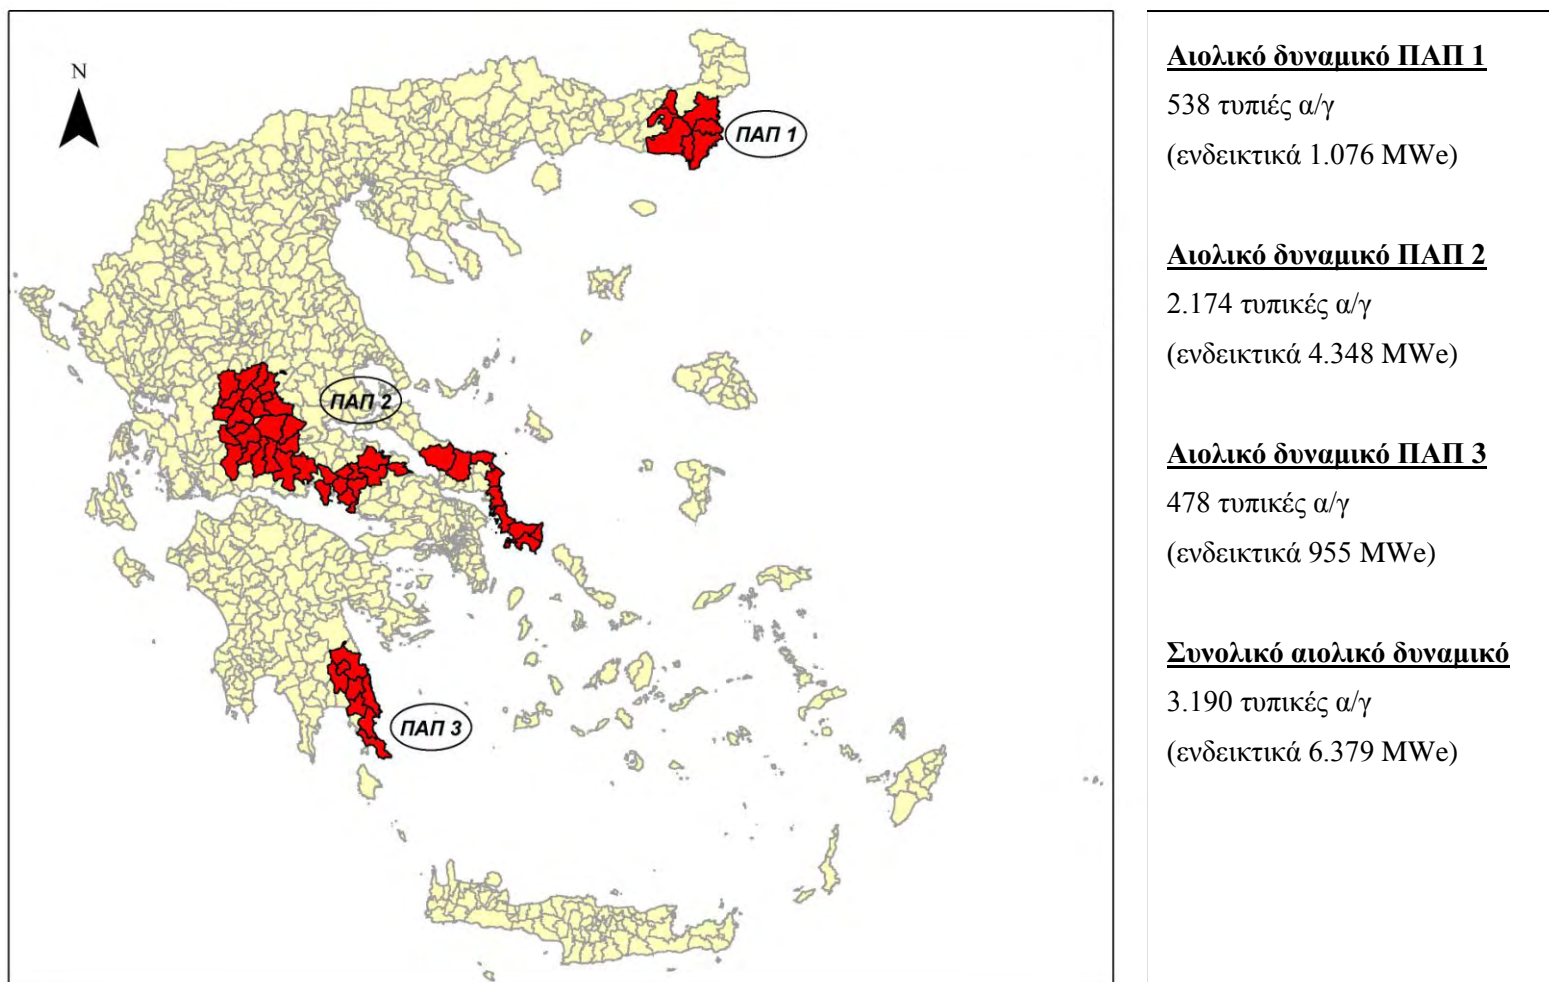 N
ΠΑΠ 1
ΠΑΠ 2
ΠΑΠ 3
Αιολικό δυναμικό ΠΑΠ 1
538 τυπιές α/γ
(ενδεικτικά 1.076 MWe)
Αιολικό δυναμικό ΠΑΠ 2
2.174 τυπικές α/γ
(ενδεικτικά 4.348 MWe)
Αιολικό δυναμικό ΠΑΠ 3
478 τυπικές α/γ
(ενδεικτικά 955 MWe)
Συνολικό αιολικό δυναμικό
3.190 τυπικές α/γ
(ενδεικτικά 6.379 MWe)